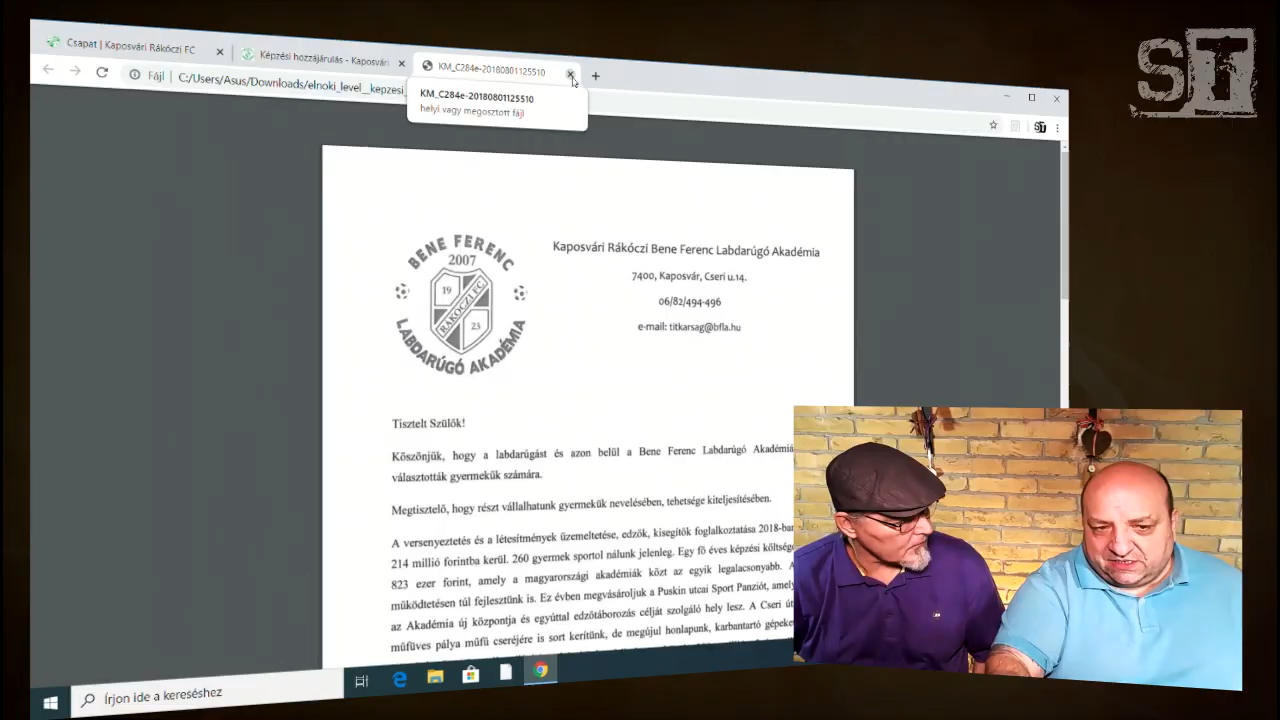 ST
Csapat | Kaposvári Rákóczi FC
Képzési hozzájárulás - Kaposvári
KM_C284e-20180801125510
Fájl | C:/Users/Asus/Downloads/elnoki_level__kepzesi_
KM_C284e-20180801125510
helyi vagy megosztott fájl
ST
BENE FERENC
2007
19
RÁKÓCZI FC.
23
LABDARÚGÓ AKADÉMIA
Kaposvári Rákóczi Bene Ferenc Labdarúgó Akadémia
7400, Kaposvár, Cseri u.14.
06/82/494-496
e-mail: titkarsag@bfla.hu
Tisztelt Szülők!
Köszönjük, hogy a labdarúgást és azon belül a Bene Ferenc Labdarúgó Akadémiá
választották gyermekük számára.
Megtisztelő, hogy részt vállalhatunk gyermekük nevelésében, tehetsége kiteljesítésében.
A versenyeztetés és a létesítmények üzemeltetése, edzők, kisegítők foglalkoztatása 2018-ban
214 millió forintba kerül. 260 gyermek sportol nálunk jelenleg. Egy fő éves képzési költsége
823 ezer forint, amely a magyarországi akadémiák közt az egyik legalacsonyabb. A
működtetésen túl fejlesztünk is. Ez évben megvásároljuk a Puskin utcai Sport Panziót, amely
az Akadémia új központja és egyúttal edzőtáborozás célját szolgáló hely lesz. A Cseri út
műfüves pálya műfű cseréjére is sort kerítünk, de megújul honlapunk, karbantartó gépeke
Írjon ide a kereséshez